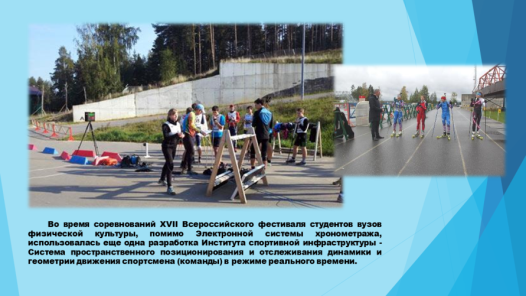 Во время соревнований XVII Всероссийского фестиваля студентов вузов
физической культуры, помимо Электронной системы хронометража,
использовалась еще одна разработка Института спортивной инфраструктуры -
Система пространственного позиционирования и отслеживания динамики и
геометрии движения спортсмена (команды) в режиме реального времени.